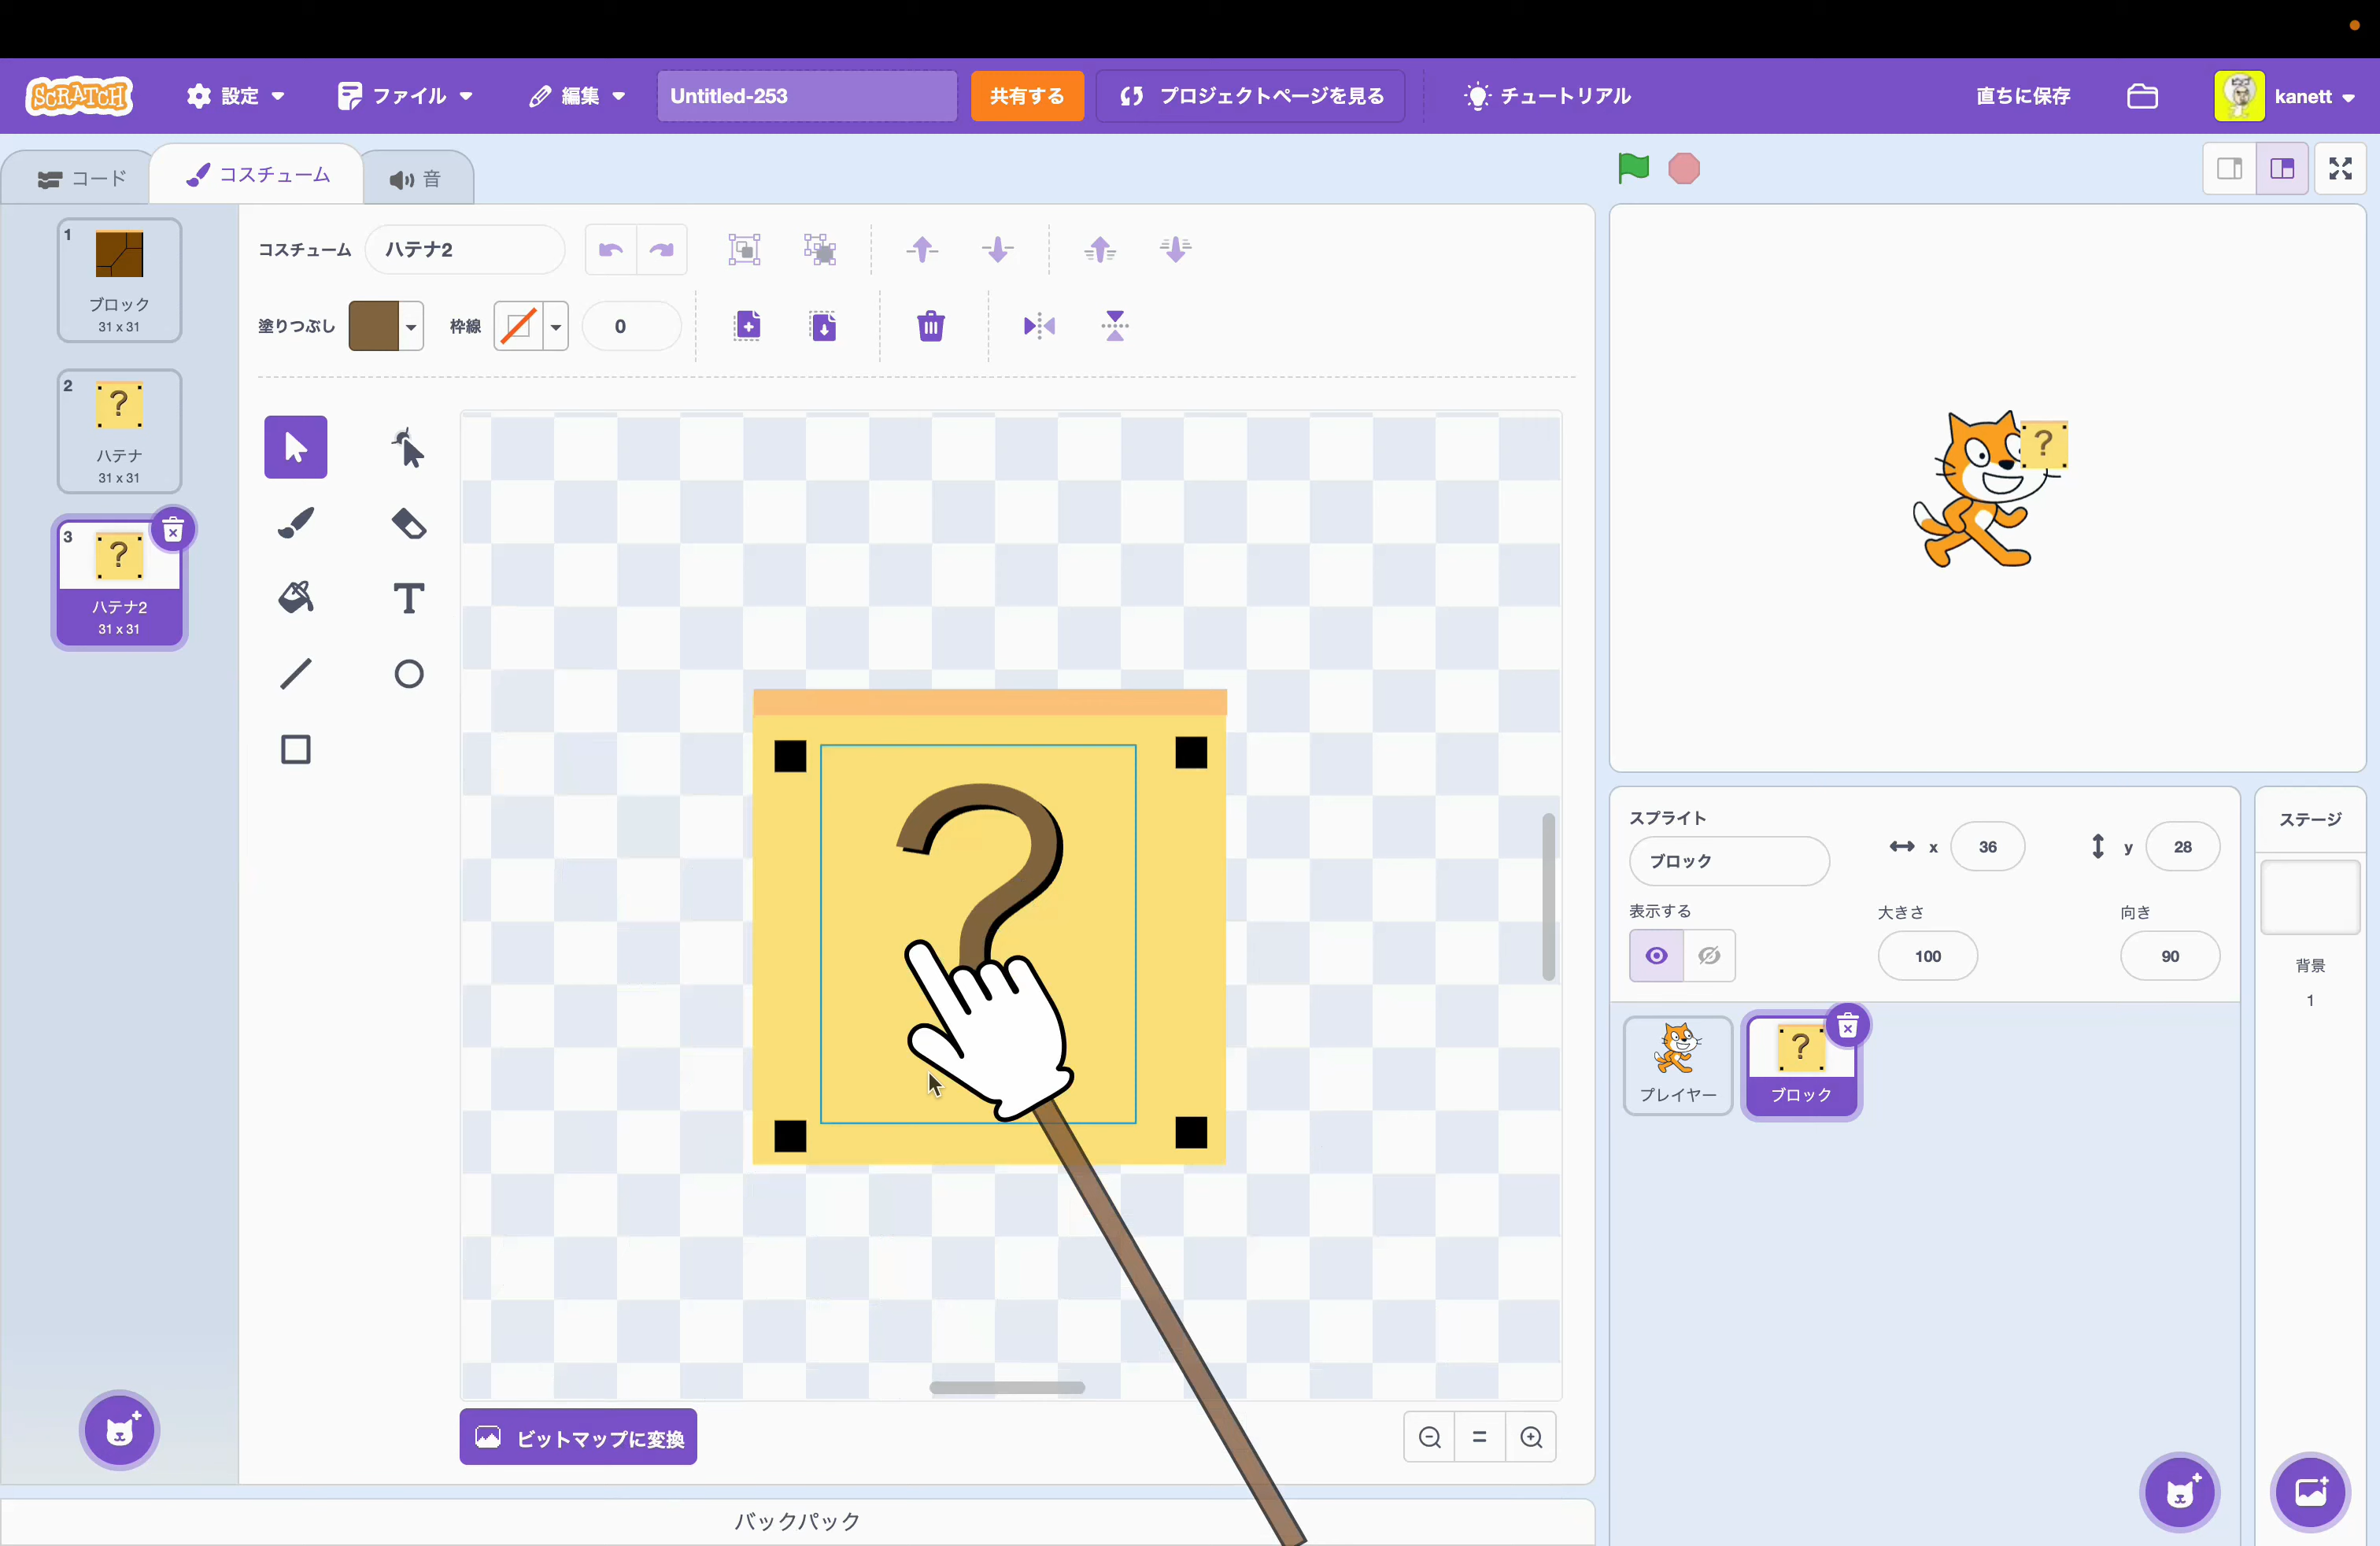 SCRATCH 設定 ファイル 編集 Untitled-253 共有する プロジェクトページを見る チュートリアル 直ちに保存 kanett
コード コスチューム 音
1
ブロック
31 x 31
2
?
ハテナ
31 x 31
3
?
ハテナ2
31 x 31
コスチューム ハテナ2
塗りつぶし 枠線 0
T
?
ビットマップに変換
=
バックパック
?
スプライト
ブロック
x 36 y 28
表示する 大きさ 向き
100 90
プレイヤー
?
ブロック
ステージ
背景
1